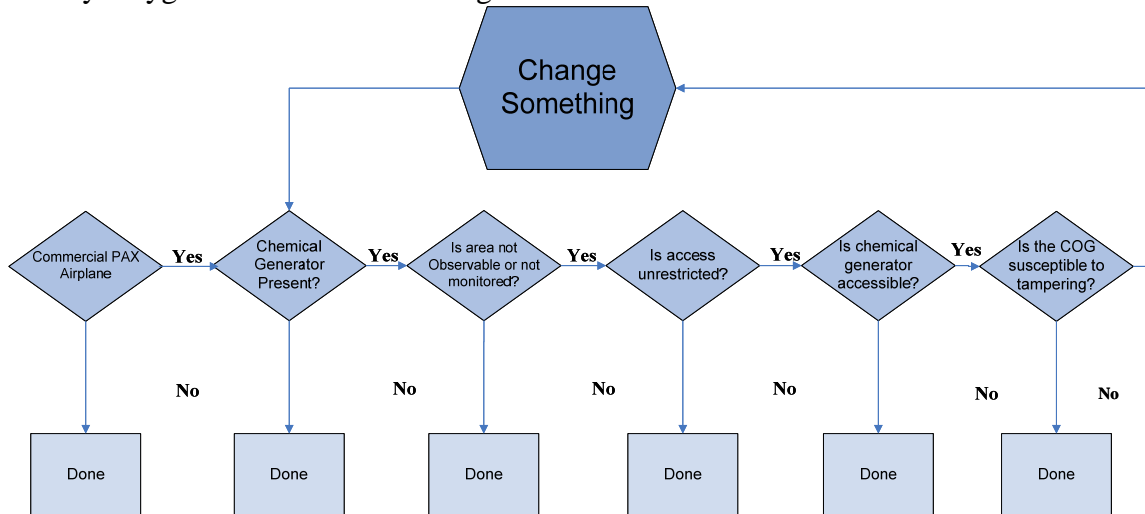 Change
Something
Commercial PAX
Airplane
Yes
Chemical
Generator
Present?
Yes
Is area not
Observable or not
monitored?
Yes
Is access
unrestricted?
Yes
Is chemical
generator
accessible?
Yes
Is the COG
susceptible to
tampering?
No
No
No
No
No
No
Done
Done
Done
Done
Done
Done